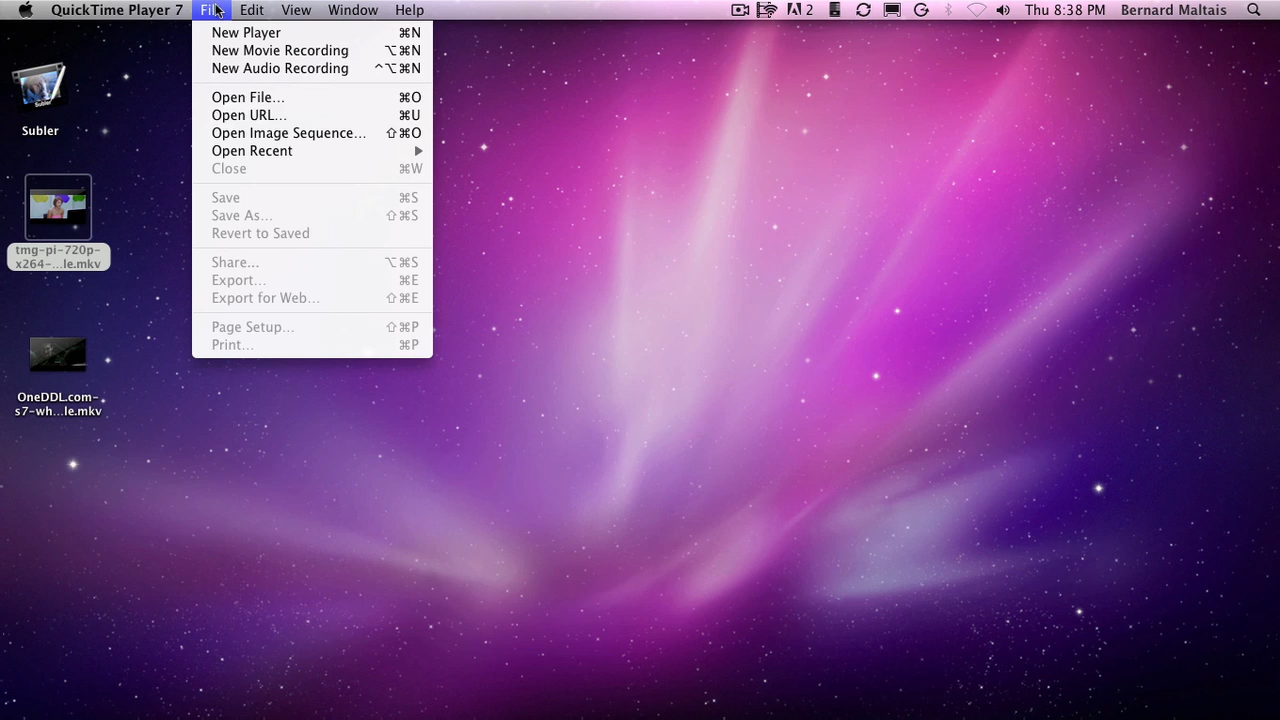 QuickTime Player 7 File Edit View Window Help 2 Thu 8:38 PM Bernard Maltais
New Player ⌘N
New Movie Recording ⌥⌘N
New Audio Recording ^⌥⌘N
Open File... ⌘O
Open URL... ⌘U
Open Image Sequence... ⇧⌘O
Open Recent ▶
Close ⌘W
Save ⌘S
Save As... ⇧⌘S
Revert to Saved
Share... ⌥⌘S
Export... ⌘E
Export for Web... ⇧⌘E
Page Setup... ⇧⌘P
Print... ⌘P
Subler
tmg-pi-720p-
x264-...le.mkv
OneDDL.com-
s7-wh...le.mkv